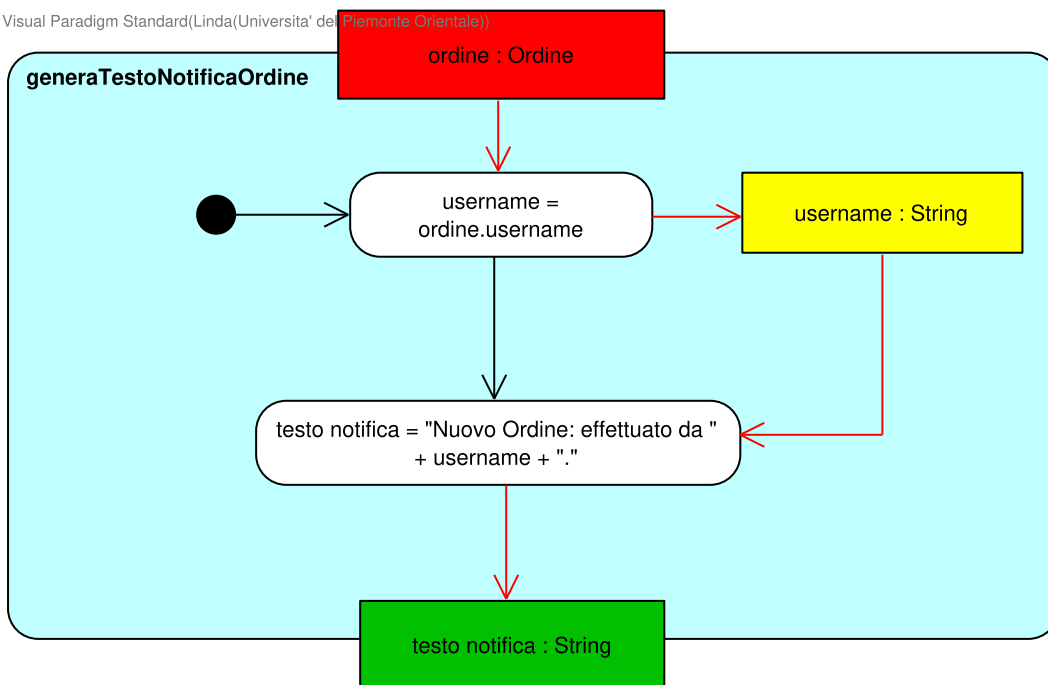 Visual Paradigm Standard(Linda(Universita' del Piemonte Orientale))
ordine : Ordine
generaTestoNotificaOrdine
username =
ordine.username
username : String
testo notifica = "Nuovo Ordine: effettuato da "
+ username + "."
testo notifica : String